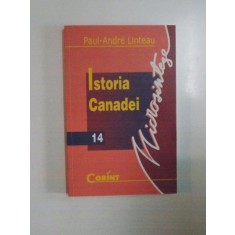 Paul-André Linteau
Istoria
Canadei
14
Microsinteze
CORINT